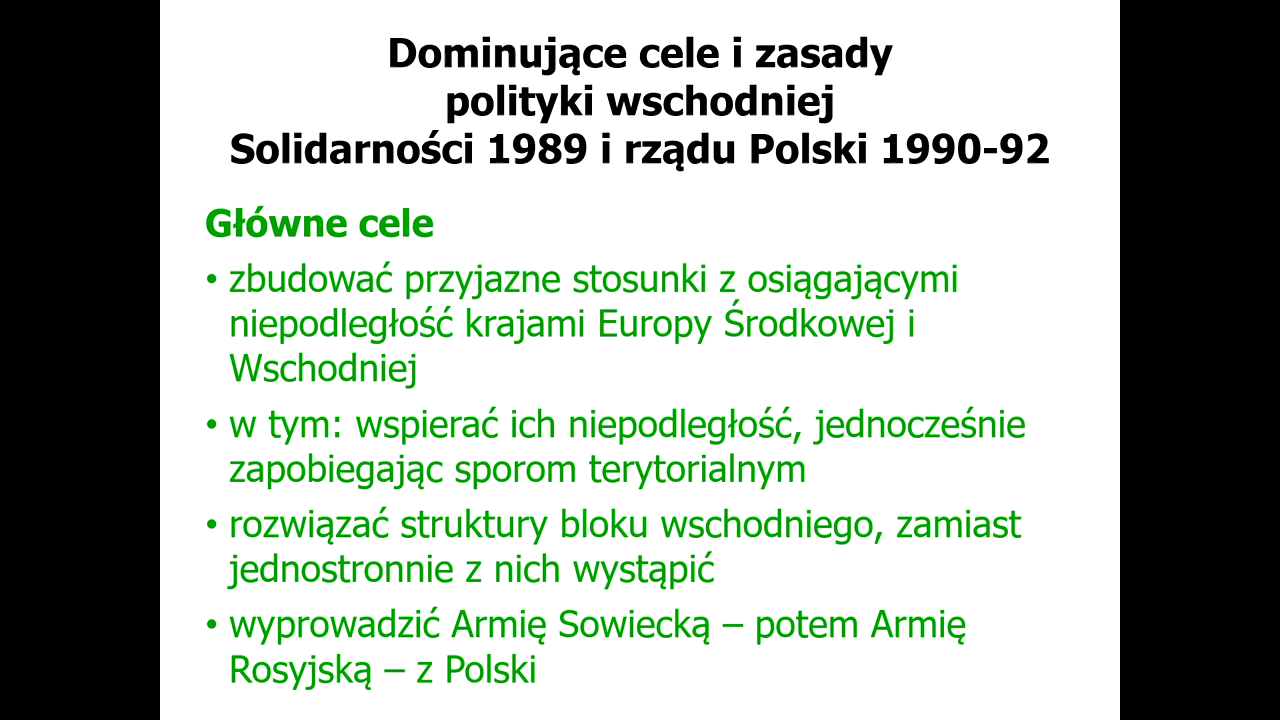 Dominujące cele i zasady
polityki wschodniej
Solidarności 1989 i rządu Polski 1990-92
Główne cele
• zbudować przyjazne stosunki z osiągającymi
niepodległość krajami Europy Środkowej i
Wschodniej
• w tym: wspierać ich niepodległość, jednocześnie
zapobiegając sporom terytorialnym
• rozwiązać struktury bloku wschodniego, zamiast
jednostronnie z nich wystąpić
• wyprowadzić Armię Sowiecką – potem Armię
Rosyjską – z Polski